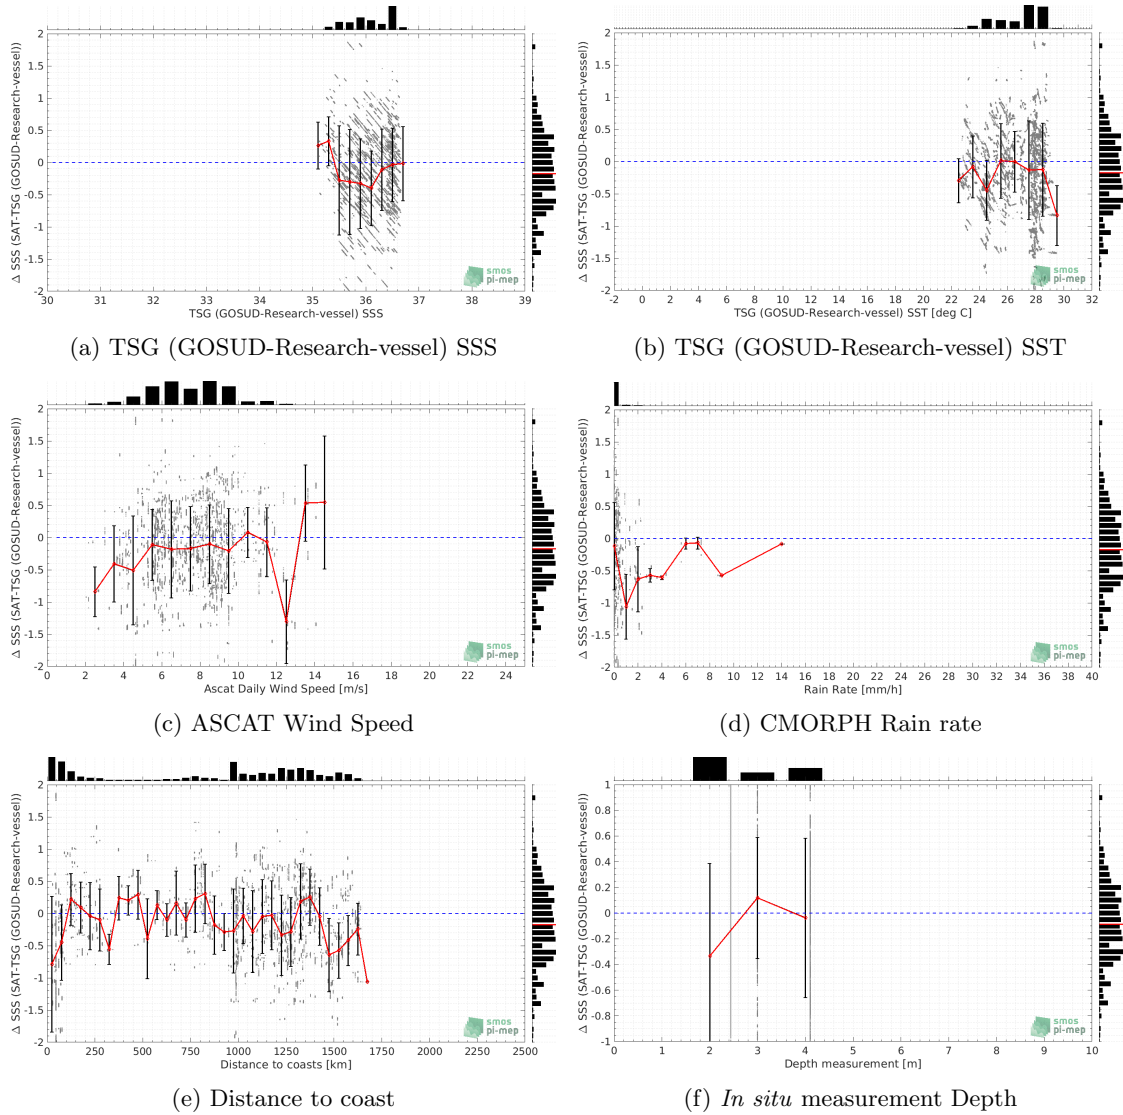 2
1.5
1
0.5
0
-0.5
-1
-1.5
-2
Δ SSS (SAT-TSG (GOSUD-Research-vessel))
30 31 32 33 34 35 36 37 38 39
TSG (GOSUD-Research-vessel) SSS
smos
pi-mep
(a) TSG (GOSUD-Research-vessel) SSS
2
1.5
1
0.5
0
-0.5
-1
-1.5
-2
Δ SSS (SAT-TSG (GOSUD-Research-vessel))
-2 0 2 4 6 8 10 12 14 16 18 20 22 24 26 28 30 32
TSG (GOSUD-Research-vessel) SST [deg C]
smos
pi-mep
(b) TSG (GOSUD-Research-vessel) SST
2
1.5
1
0.5
0
-0.5
-1
-1.5
-2
Δ SSS (SAT-TSG (GOSUD-Research-vessel))
0 2 4 6 8 10 12 14 16 18 20 22 24
Ascat Daily Wind Speed [m/s]
smos
pi-mep
(c) ASCAT Wind Speed
2
1.5
1
0.5
0
-0.5
-1
-1.5
-2
Δ SSS (SAT-TSG (GOSUD-Research-vessel))
0 2 4 6 8 10 12 14 16 18 20 22 24 26 28 30 32 34 36 38 40
Rain Rate [mm/h]
smos
pi-mep
(d) CMORPH Rain rate
2
1.5
1
0.5
0
-0.5
-1
-1.5
-2
Δ SSS (SAT-TSG (GOSUD-Research-vessel))
0 250 500 750 1000 1250 1500 1750 2000 2250 2500
Distance to coasts [km]
smos
pi-mep
(e) Distance to coast
1
0.8
0.6
0.4
0.2
0
-0.2
-0.4
-0.6
-0.8
-1
Δ SSS (SAT-TSG (GOSUD-Research-vessel))
0 1 2 3 4 5 6 7 8 9 10
Depth measurement [m]
smos
pi-mep
(f) In situ measurement Depth